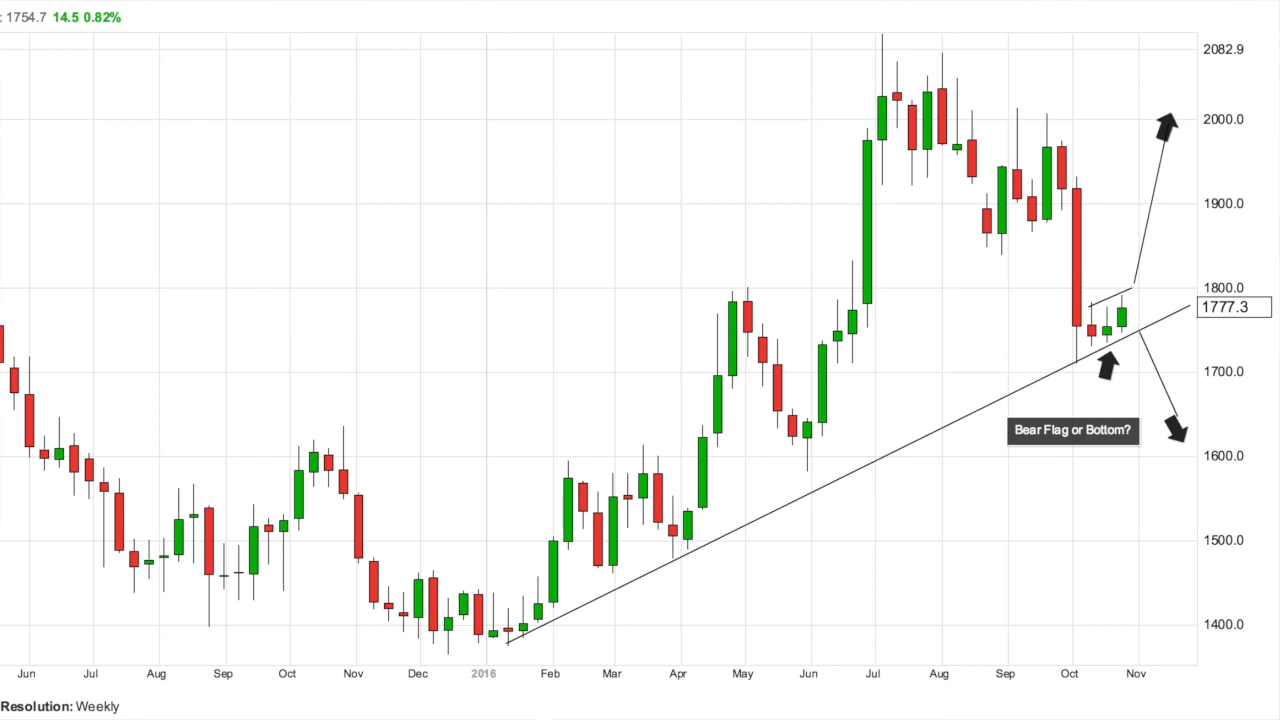 : 1754.7 14.5 0.82%
2082.9
2000.0
1900.0
1800.0
1777.3
1700.0
Bear Flag or Bottom?
1600.0
1500.0
1400.0
Jun Jul Aug Sep Oct Nov Dec 2016 Feb Mar Apr May Jun Jul Aug Sep Oct Nov
Resolution: Weekly